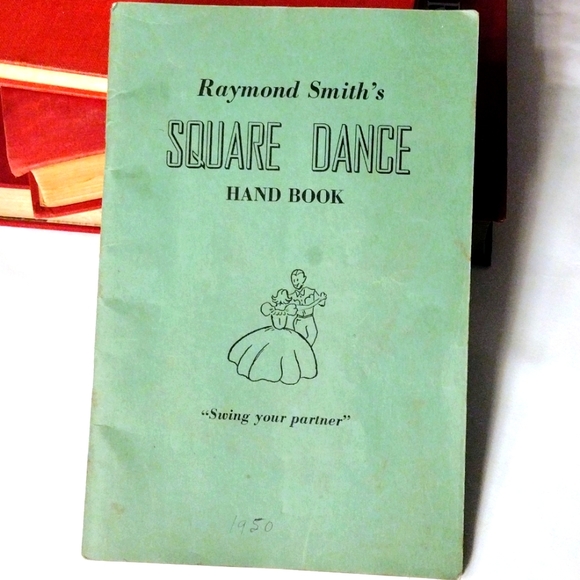 Raymond Smith's
SQUARE DANCE
HAND BOOK
"Swing your partner"
1950